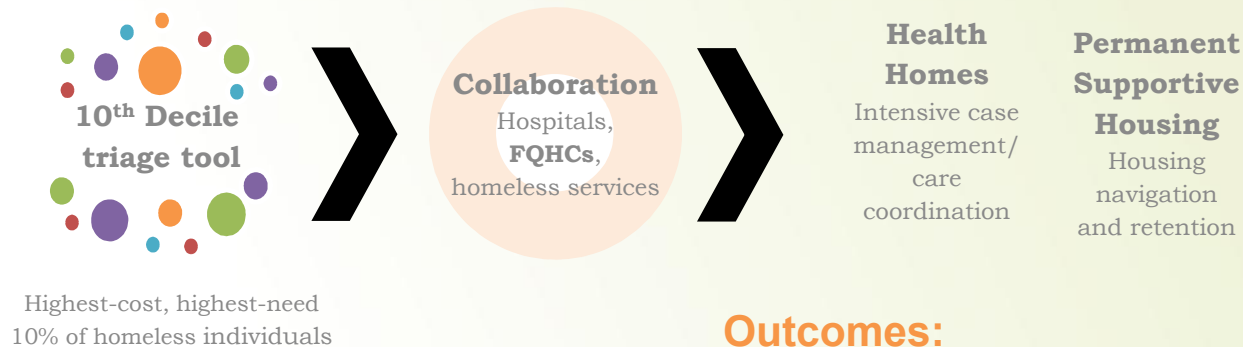 10th Decile
triage tool
Highest-cost, highest-need
10% of homeless individuals
Collaboration
Hospitals,
FQHCs,
homeless services
Health
Homes
Intensive case
management/
care
coordination
Permanent
Supportive
Housing
Housing
navigation
and retention
Outcomes: